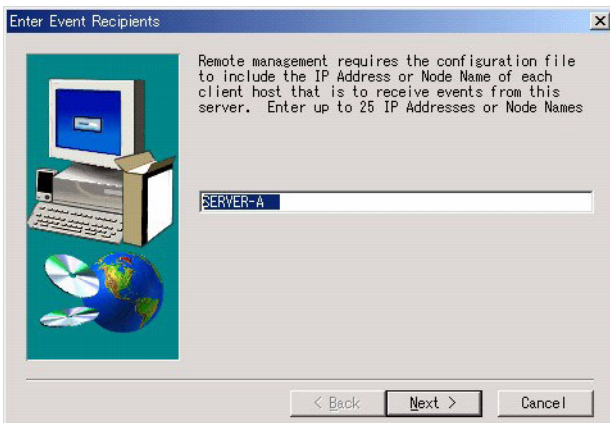 Enter Event Recipients
Remote management requires the configuration file
to include the IP Address or Node Name of each
client host that is to receive events from this
server. Enter up to 25 IP Addresses or Node Names
SERVER-A
< Back
Next >
Cancel